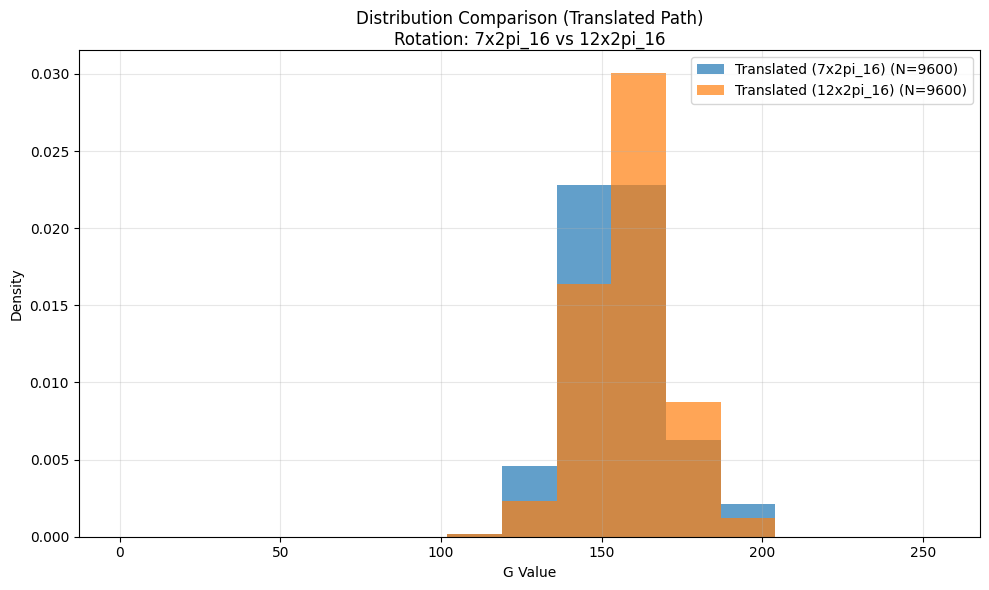 Distribution Comparison (Translated Path)
Rotation: 7x2pi_16 vs 12x2pi_16
Translated (7x2pi_16) (N=9600)
Translated (12x2pi_16) (N=9600)
0.030
0.025
0.020
0.015
0.010
0.005
0.000
Density
0 50 100 150 200 250
G Value